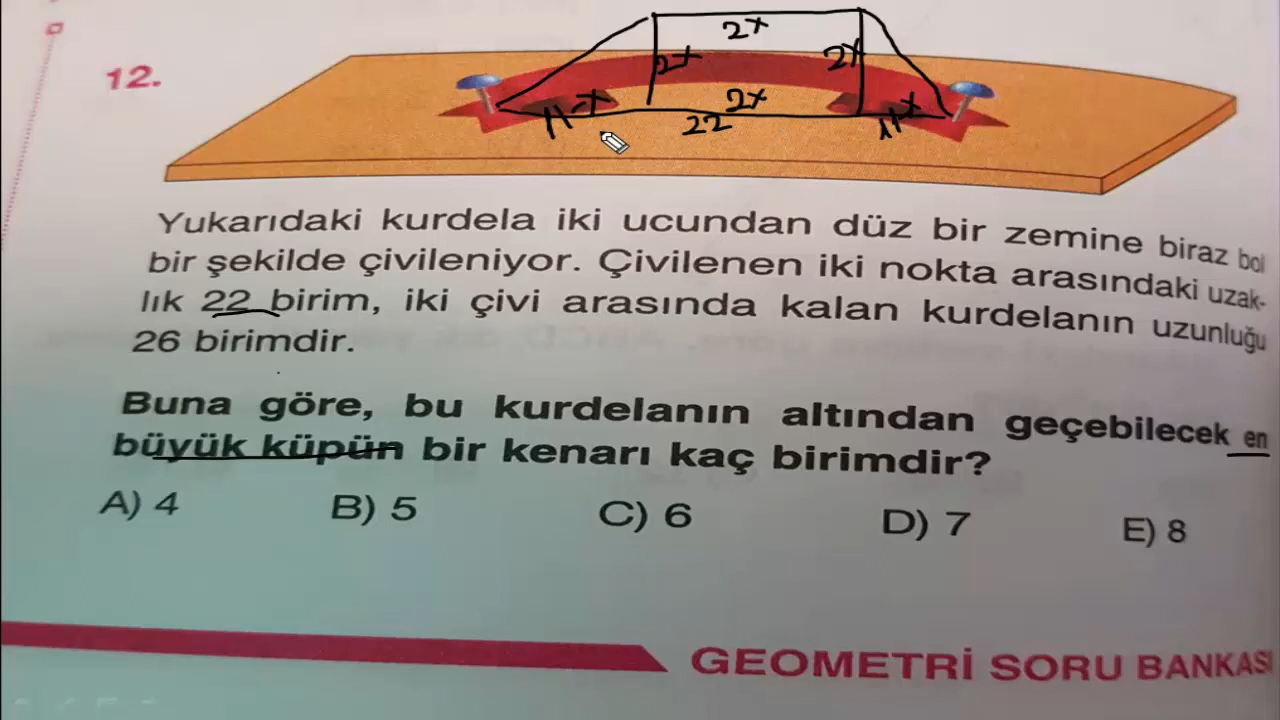 2x
12.
2x
2x
11-x
2x
11-x
22
Yukarıdaki kurdela iki ucundan düz bir zemine biraz bol
bir şekilde çivileniyor. Çivilenen iki nokta arasındaki uzak-
lık 22 birim, iki çivi arasında kalan kurdelanın uzunluğu
26 birimdir.
Buna göre, bu kurdelanın altından geçebilecek en
büyük küpün bir kenarı kaç birimdir?
A) 4 B) 5 C) 6 D) 7 E) 8
GEOMETRİ SORU BANKASI